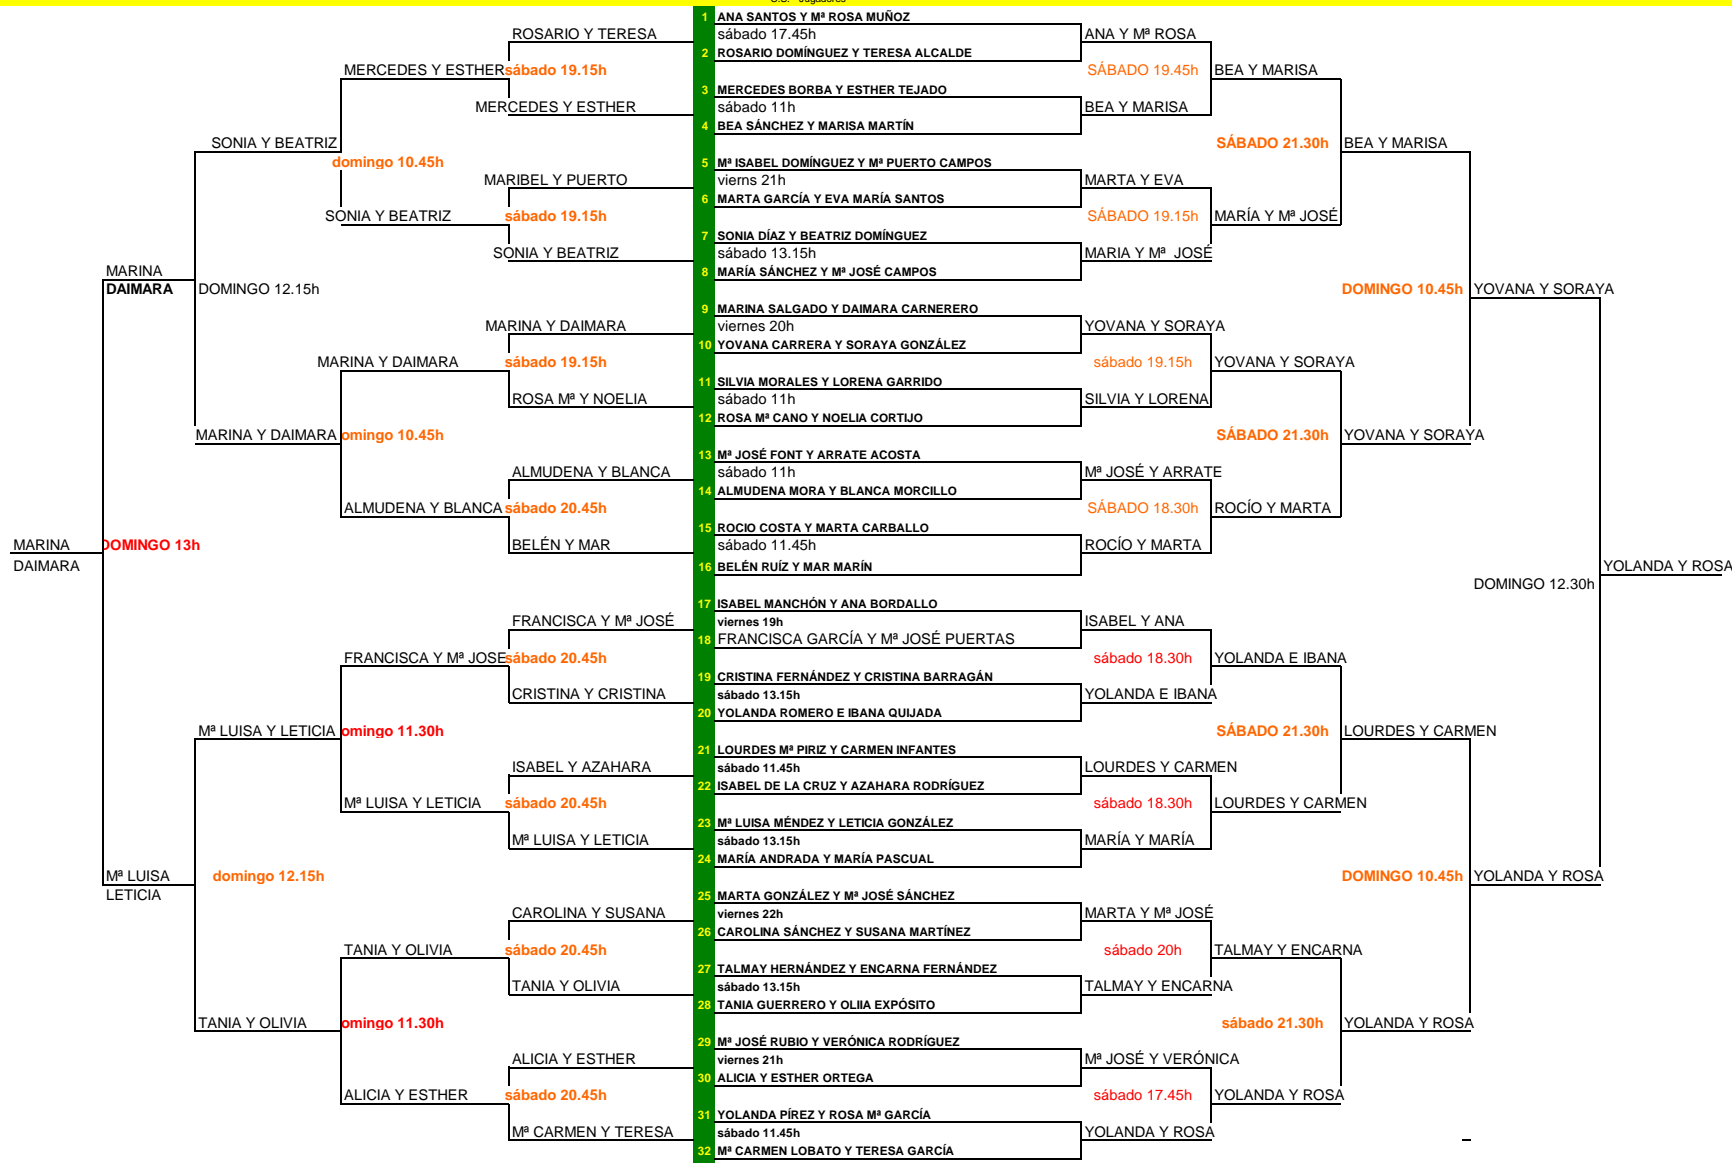 1 ANA SANTOS Y Mª ROSA MUÑOZ
ROSARIO Y TERESA sábado 17.45h ANA Y Mª ROSA
2 ROSARIO DOMÍNGUEZ Y TERESA ALCALDE
MERCEDES Y ESTHER sábado 19.15h SÁBADO 19.45h BEA Y MARISA
3 MERCEDES BORBA Y ESTHER TEJADO
MERCEDES Y ESTHER sábado 11h BEA Y MARISA
4 BEA SÁNCHEZ Y MARISA MARTÍN
SONIA Y BEATRIZ SÁBADO 21.30h BEA Y MARISA
domingo 10.45h 5 Mª ISABEL DOMÍNGUEZ Y Mª PUERTO CAMPOS
MARIBEL Y PUERTO vierns 21h MARTA Y EVA
6 MARTA GARCÍA Y EVA MARÍA SANTOS
SONIA Y BEATRIZ sábado 19.15h SÁBADO 19.15h MARÍA Y Mª JOSÉ
7 SONIA DÍAZ Y BEATRIZ DOMÍNGUEZ
SONIA Y BEATRIZ sábado 13.15h MARIA Y Mª JOSÉ
MARINA 8 MARÍA SÁNCHEZ Y Mª JOSÉ CAMPOS
DAIMARA DOMINGO 12.15h DOMINGO 10.45h YOVANA Y SORAYA
9 MARINA SALGADO Y DAIMARA CARNERERO
MARINA Y DAIMARA viernes 20h YOVANA Y SORAYA
10 YOVANA CARRERA Y SORAYA GONZÁLEZ
MARINA Y DAIMARA sábado 19.15h sábado 19.15h YOVANA Y SORAYA
11 SILVIA MORALES Y LORENA GARRIDO
ROSA Mª Y NOELIA sábado 11h SILVIA Y LORENA
12 ROSA Mª CANO Y NOELIA CORTIJO
MARINA Y DAIMARA omingo 10.45h SÁBADO 21.30h YOVANA Y SORAYA
13 Mª JOSÉ FONT Y ARRATE ACOSTA
ALMUDENA Y BLANCA sábado 11h Mª JOSÉ Y ARRATE
14 ALMUDENA MORA Y BLANCA MORCILLO
ALMUDENA Y BLANCA sábado 20.45h SÁBADO 18.30h ROCÍO Y MARTA
15 ROCIO COSTA Y MARTA CARBALLO
MARINA DOMINGO 13h BELÉN Y MAR sábado 11.45h ROCÍO Y MARTA
DAIMARA 16 BELÉN RUÍZ Y MAR MARÍN YOLANDA Y ROSA
DOMINGO 12.30h
17 ISABEL MANCHÓN Y ANA BORDALLO
FRANCISCA Y Mª JOSÉ viernes 19h ISABEL Y ANA
18 FRANCISCA GARCÍA Y Mª JOSÉ PUERTAS
FRANCISCA Y Mª JOSE sábado 20.45h sábado 18.30h YOLANDA E IBANA
19 CRISTINA FERNÁNDEZ Y CRISTINA BARRAGÁN
CRISTINA Y CRISTINA sábado 13.15h YOLANDA E IBANA
20 YOLANDA ROMERO E IBANA QUIJADA
Mª LUISA Y LETICIA omingo 11.30h SÁBADO 21.30h LOURDES Y CARMEN
21 LOURDES Mª PIRIZ Y CARMEN INFANTES
ISABEL Y AZAHARA sábado 11.45h LOURDES Y CARMEN
22 ISABEL DE LA CRUZ Y AZAHARA RODRÍGUEZ
Mª LUISA Y LETICIA sábado 20.45h sábado 18.30h LOURDES Y CARMEN
23 Mª LUISA MÉNDEZ Y LETICIA GONZÁLEZ
Mª LUISA Y LETICIA sábado 13.15h MARÍA Y MARÍA
24 MARÍA ANDRADA Y MARÍA PASCUAL
Mª LUISA domingo 12.15h DOMINGO 10.45h YOLANDA Y ROSA
LETICIA 25 MARTA GONZÁLEZ Y Mª JOSÉ SÁNCHEZ
CAROLINA Y SUSANA viernes 22h MARTA Y Mª JOSÉ
26 CAROLINA SÁNCHEZ Y SUSANA MARTÍNEZ
TANIA Y OLIVIA sábado 20.45h sábado 20h TALMAY Y ENCARNA
27 TALMAY HERNÁNDEZ Y ENCARNA FERNÁNDEZ
TANIA Y OLIVIA sábado 13.15h TALMAY Y ENCARNA
28 TANIA GUERRERO Y OLIIA EXPÓSITO
TANIA Y OLIVIA omingo 11.30h sábado 21.30h YOLANDA Y ROSA
29 Mª JOSÉ RUBIO Y VERÓNICA RODRÍGUEZ
ALICIA Y ESTHER viernes 21h Mª JOSÉ Y VERÓNICA
30 ALICIA Y ESTHER ORTEGA
ALICIA Y ESTHER sábado 20.45h sábado 17.45h YOLANDA Y ROSA
31 YOLANDA PÍREZ Y ROSA Mª GARCÍA
Mª CARMEN Y TERESA sábado 11.45h YOLANDA Y ROSA
32 Mª CARMEN LOBATO Y TERESA GARCÍA